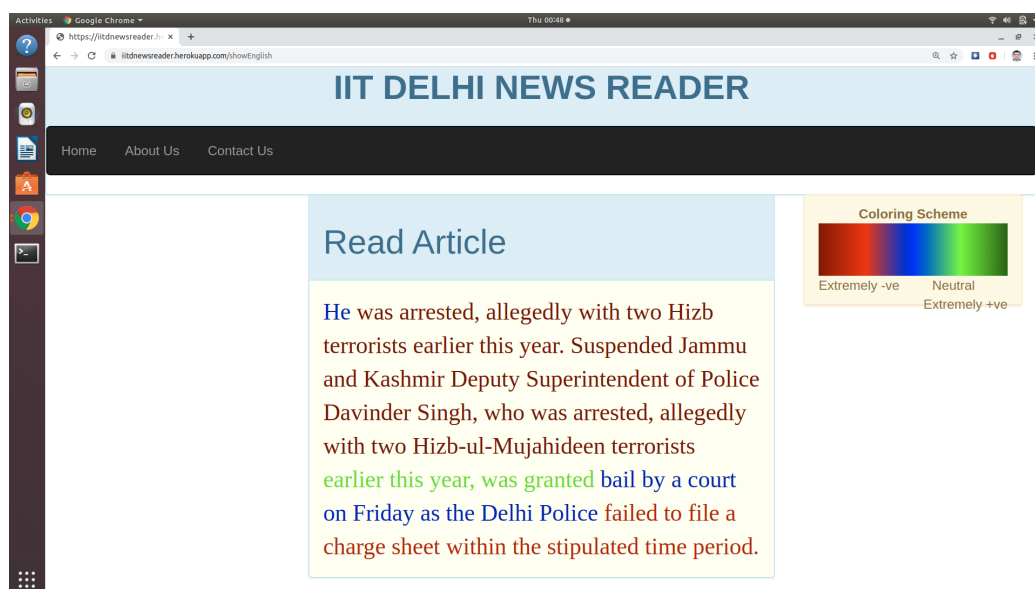 Activities Google Chrome Thu 00:48
https://iitdnewsreader.h
iitdnewsreader.herokuapp.com/showEnglish
IIT DELHI NEWS READER
Home About Us Contact Us
Read Article
He was arrested, allegedly with two Hizb
terrorists earlier this year. Suspended Jammu
and Kashmir Deputy Superintendent of Police
Davinder Singh, who was arrested, allegedly
with two Hizb-ul-Mujahideen terrorists
earlier this year, was granted bail by a court
on Friday as the Delhi Police failed to file a
charge sheet within the stipulated time period.
Coloring Scheme
Extremely -ve Neutral
Extremely +ve